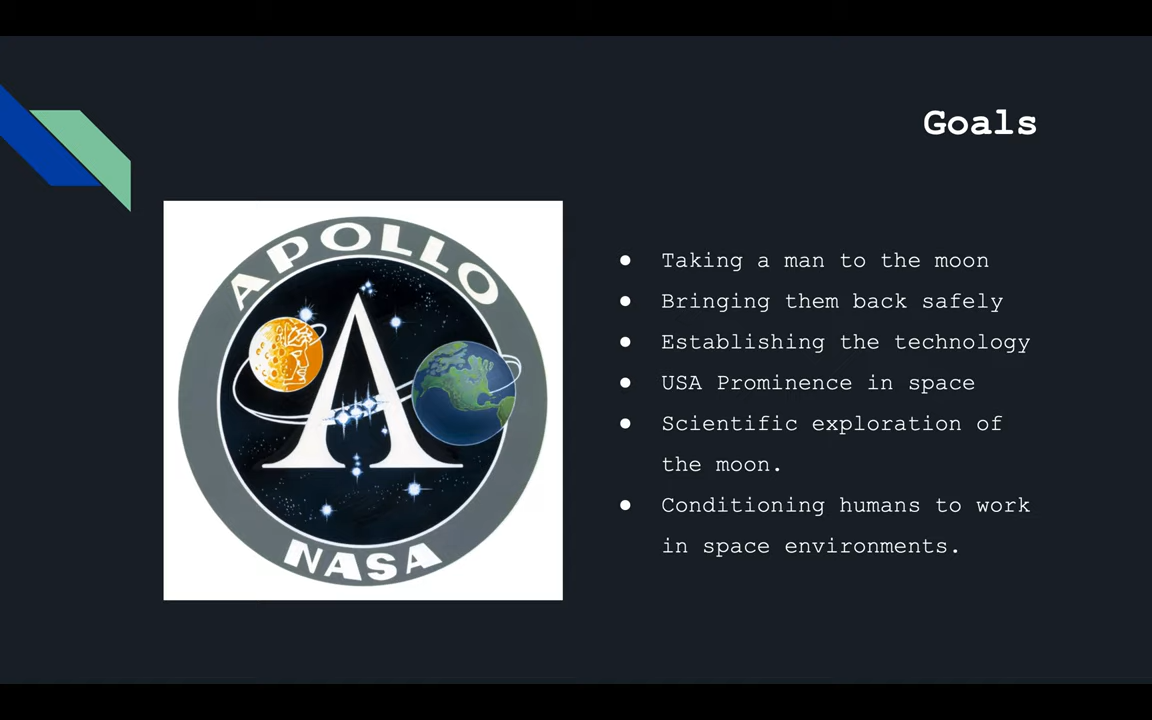 Goals
APOLLO
A
NASA
● Taking a man to the moon
● Bringing them back safely
● Establishing the technology
● USA Prominence in space
● Scientific exploration of
the moon.
● Conditioning humans to work
in space environments.